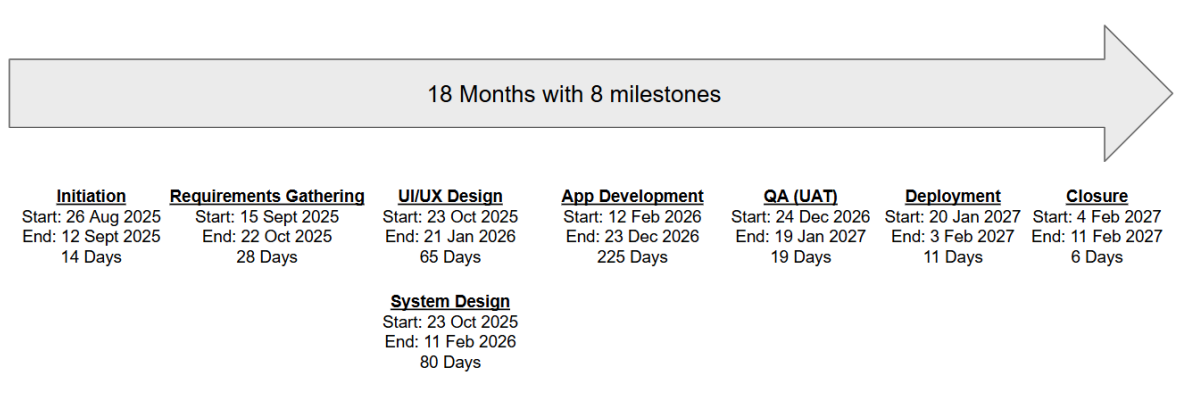 18 Months with 8 milestones
Initiation
Start: 26 Aug 2025
End: 12 Sept 2025
14 Days
Requirements Gathering
Start: 15 Sept 2025
End: 22 Oct 2025
28 Days
UI/UX Design
Start: 23 Oct 2025
End: 21 Jan 2026
65 Days
System Design
Start: 23 Oct 2025
End: 11 Feb 2026
80 Days
App Development
Start: 12 Feb 2026
End: 23 Dec 2026
225 Days
QA (UAT)
Start: 24 Dec 2026
End: 19 Jan 2027
19 Days
Deployment
Start: 20 Jan 2027
End: 3 Feb 2027
11 Days
Closure
Start: 4 Feb 2027
End: 11 Feb 2027
6 Days